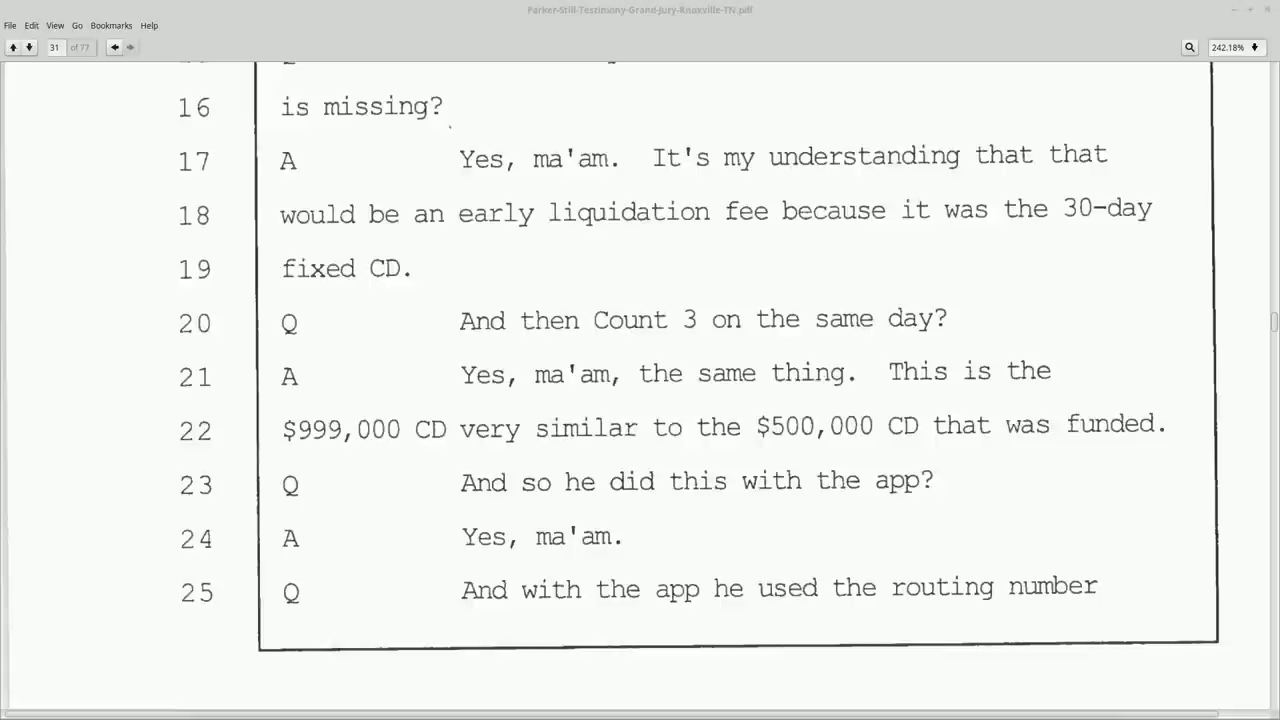 Parker-Still-Testimony-Grand-Jury-Knoxville-TN.pdf
File Edit View Go Bookmarks Help
31 of 77 242.18%
16 is missing?
17 A Yes, ma'am. It's my understanding that that
18 would be an early liquidation fee because it was the 30-day
19 fixed CD.
20 Q And then Count 3 on the same day?
21 A Yes, ma'am, the same thing. This is the
22 $999,000 CD very similar to the $500,000 CD that was funded.
23 Q And so he did this with the app?
24 A Yes, ma'am.
25 Q And with the app he used the routing number